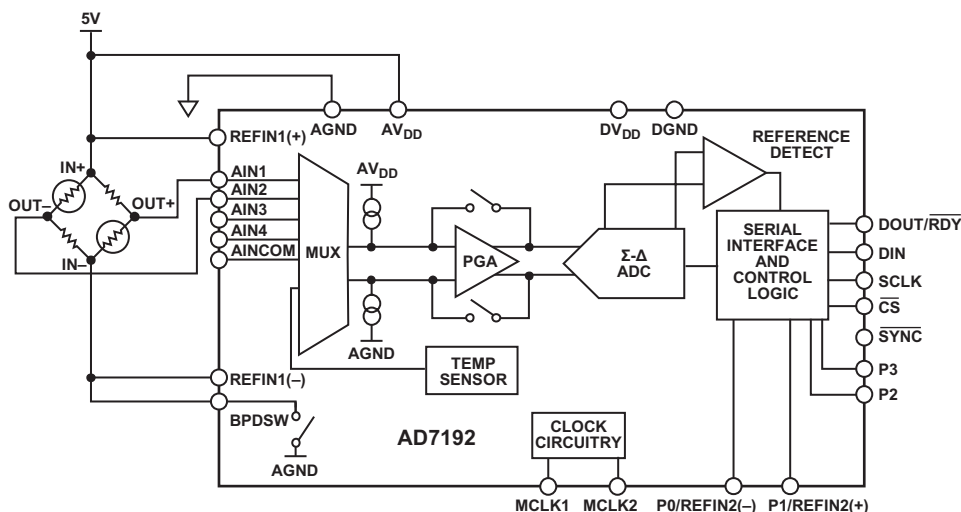 5V
AGND
AVDD
DVDD
DGND
REFERENCE
DETECT
REFIN1(+)
IN+
OUT–
OUT+
IN–
AIN1
AIN2
AIN3
AIN4
AINCOM
MUX
AVDD
AGND
PGA
Σ-Δ
ADC
SERIAL
INTERFACE
AND
CONTROL
LOGIC
DOUT/RDY
DIN
SCLK
CS
SYNC
P3
P2
TEMP
SENSOR
REFIN1(–)
BPDSW
AGND
AD7192
CLOCK
CIRCUITRY
MCLK1
MCLK2
P0/REFIN2(–)
P1/REFIN2(+)